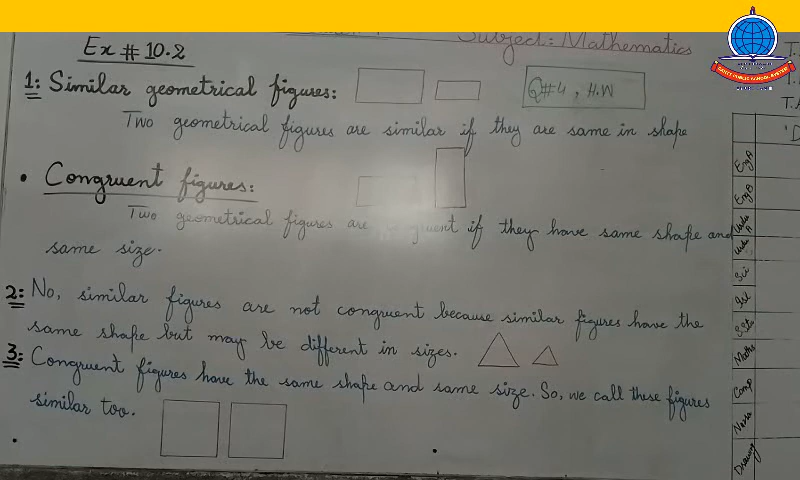 Subject: Mathematics
Ex # 10.2
1: Similar geometrical figures:
Q#4, H.W
Two geometrical figures are similar if they are same in shape
• Congruent figures:
Two geometrical figures are if they have same shape and
same size.
2: No, similar figures are not congruent because similar figures have the
same shape but may be different in sizes.
3: Congruent figures have the same shape and same size. So, we call these figures
similar too.
Eng A
Eng B
Urdu A
Urdu B
Sci
Isl
S.St
Maths
Comp
Drawing